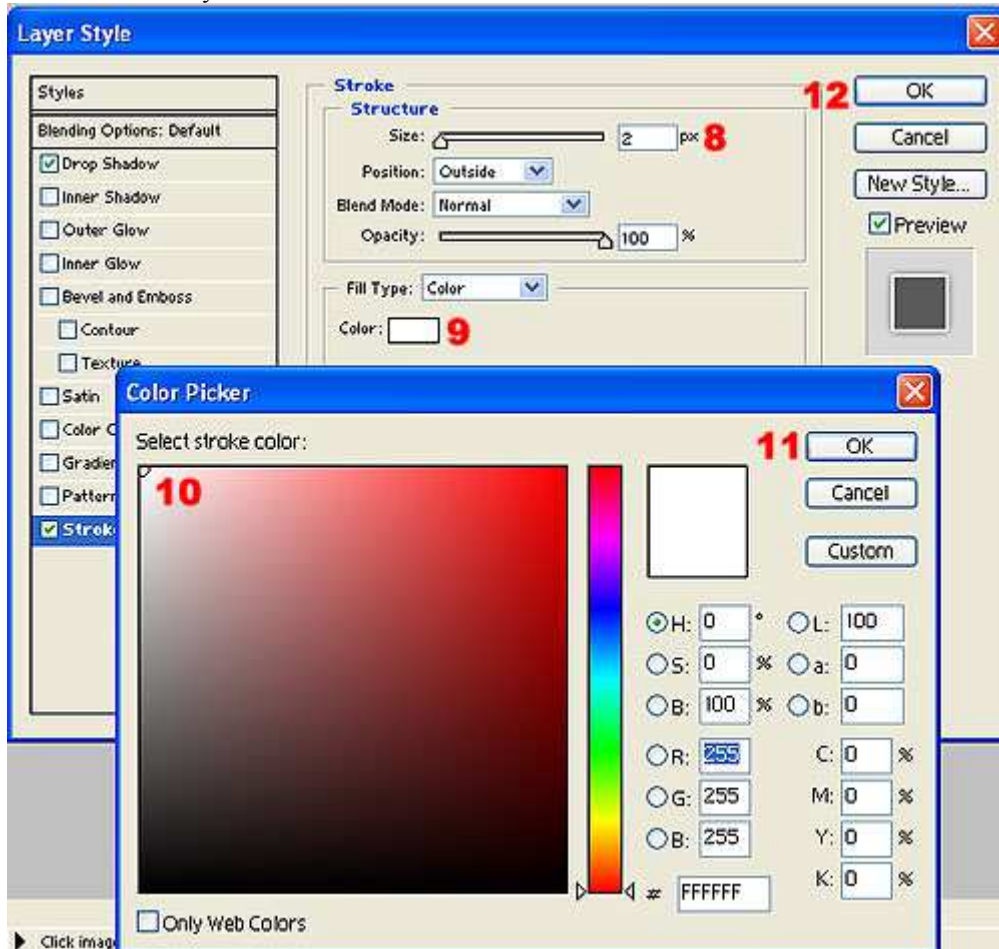 Layer Style
Styles
Blending Options: Default
Drop Shadow
Inner Shadow
Outer Glow
Inner Glow
Bevel and Emboss
Contour
Texture
Satin
Color
Stroke
Structure
Size: 2 px 8
Position: Outside
Blend Mode: Normal
Opacity: 100 %
Fill Type: Color
Color: 9
12 OK
Cancel
New Style...
Preview
Color Picker
Select stroke color:
10
11 OK
Cancel
Custom
H: 0 °
S: 0 %
B: 100 %
R: 255
G: 255
B: 255
# FFFFFF
L: 100
a: 0
b: 0
C: 0 %
M: 0 %
Y: 0 %
K: 0 %
Only Web Colors
Click